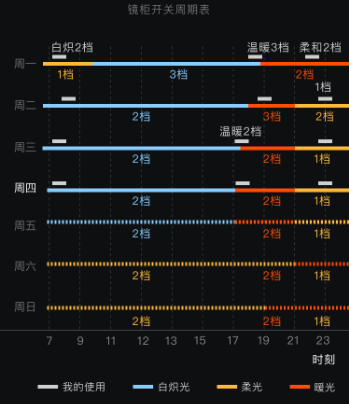 镜柜开关周期表
白炽2档 温暖3档 柔和2档
周一
1档 3档 2档
1档
周二
2档 3档 2档
温暖2档
周三
2档 2档 1档
周四
2档 2档 1档
周五
2档 2档 1档
周六
2档 2档 1档
周日
2档 2档 1档
7 9 11 12 13 15 17 19 21 23
时刻
我的使用 白炽光 柔光 暖光